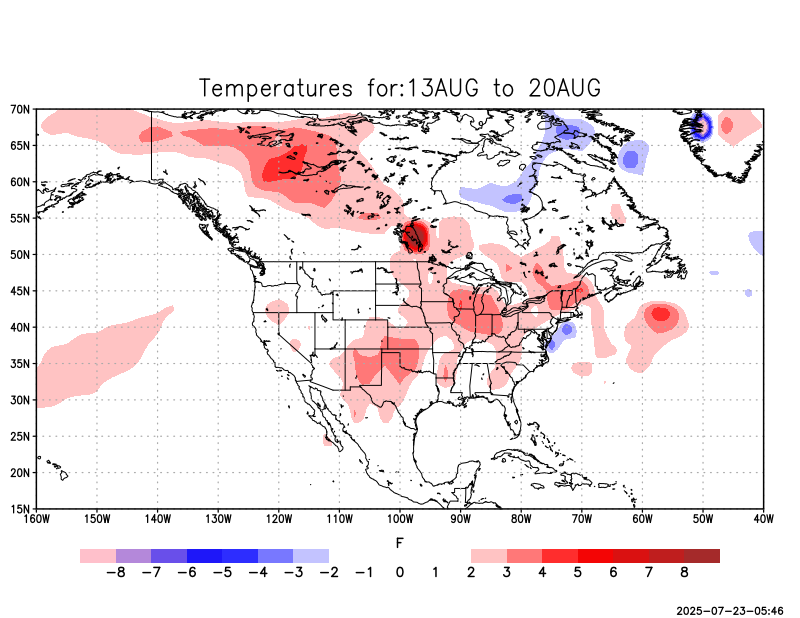 Temperatures for:13AUG to 20AUG
70N
65N
60N
55N
50N
45N
40N
35N
30N
25N
20N
15N
160W 150W 140W 130W 120W 110W 100W 90W 80W 70W 60W 50W 40W
F
−8 −7 −6 −5 −4 −3 −2 −1 0 1 2 3 4 5 6 7 8
2025-07-23-05:46